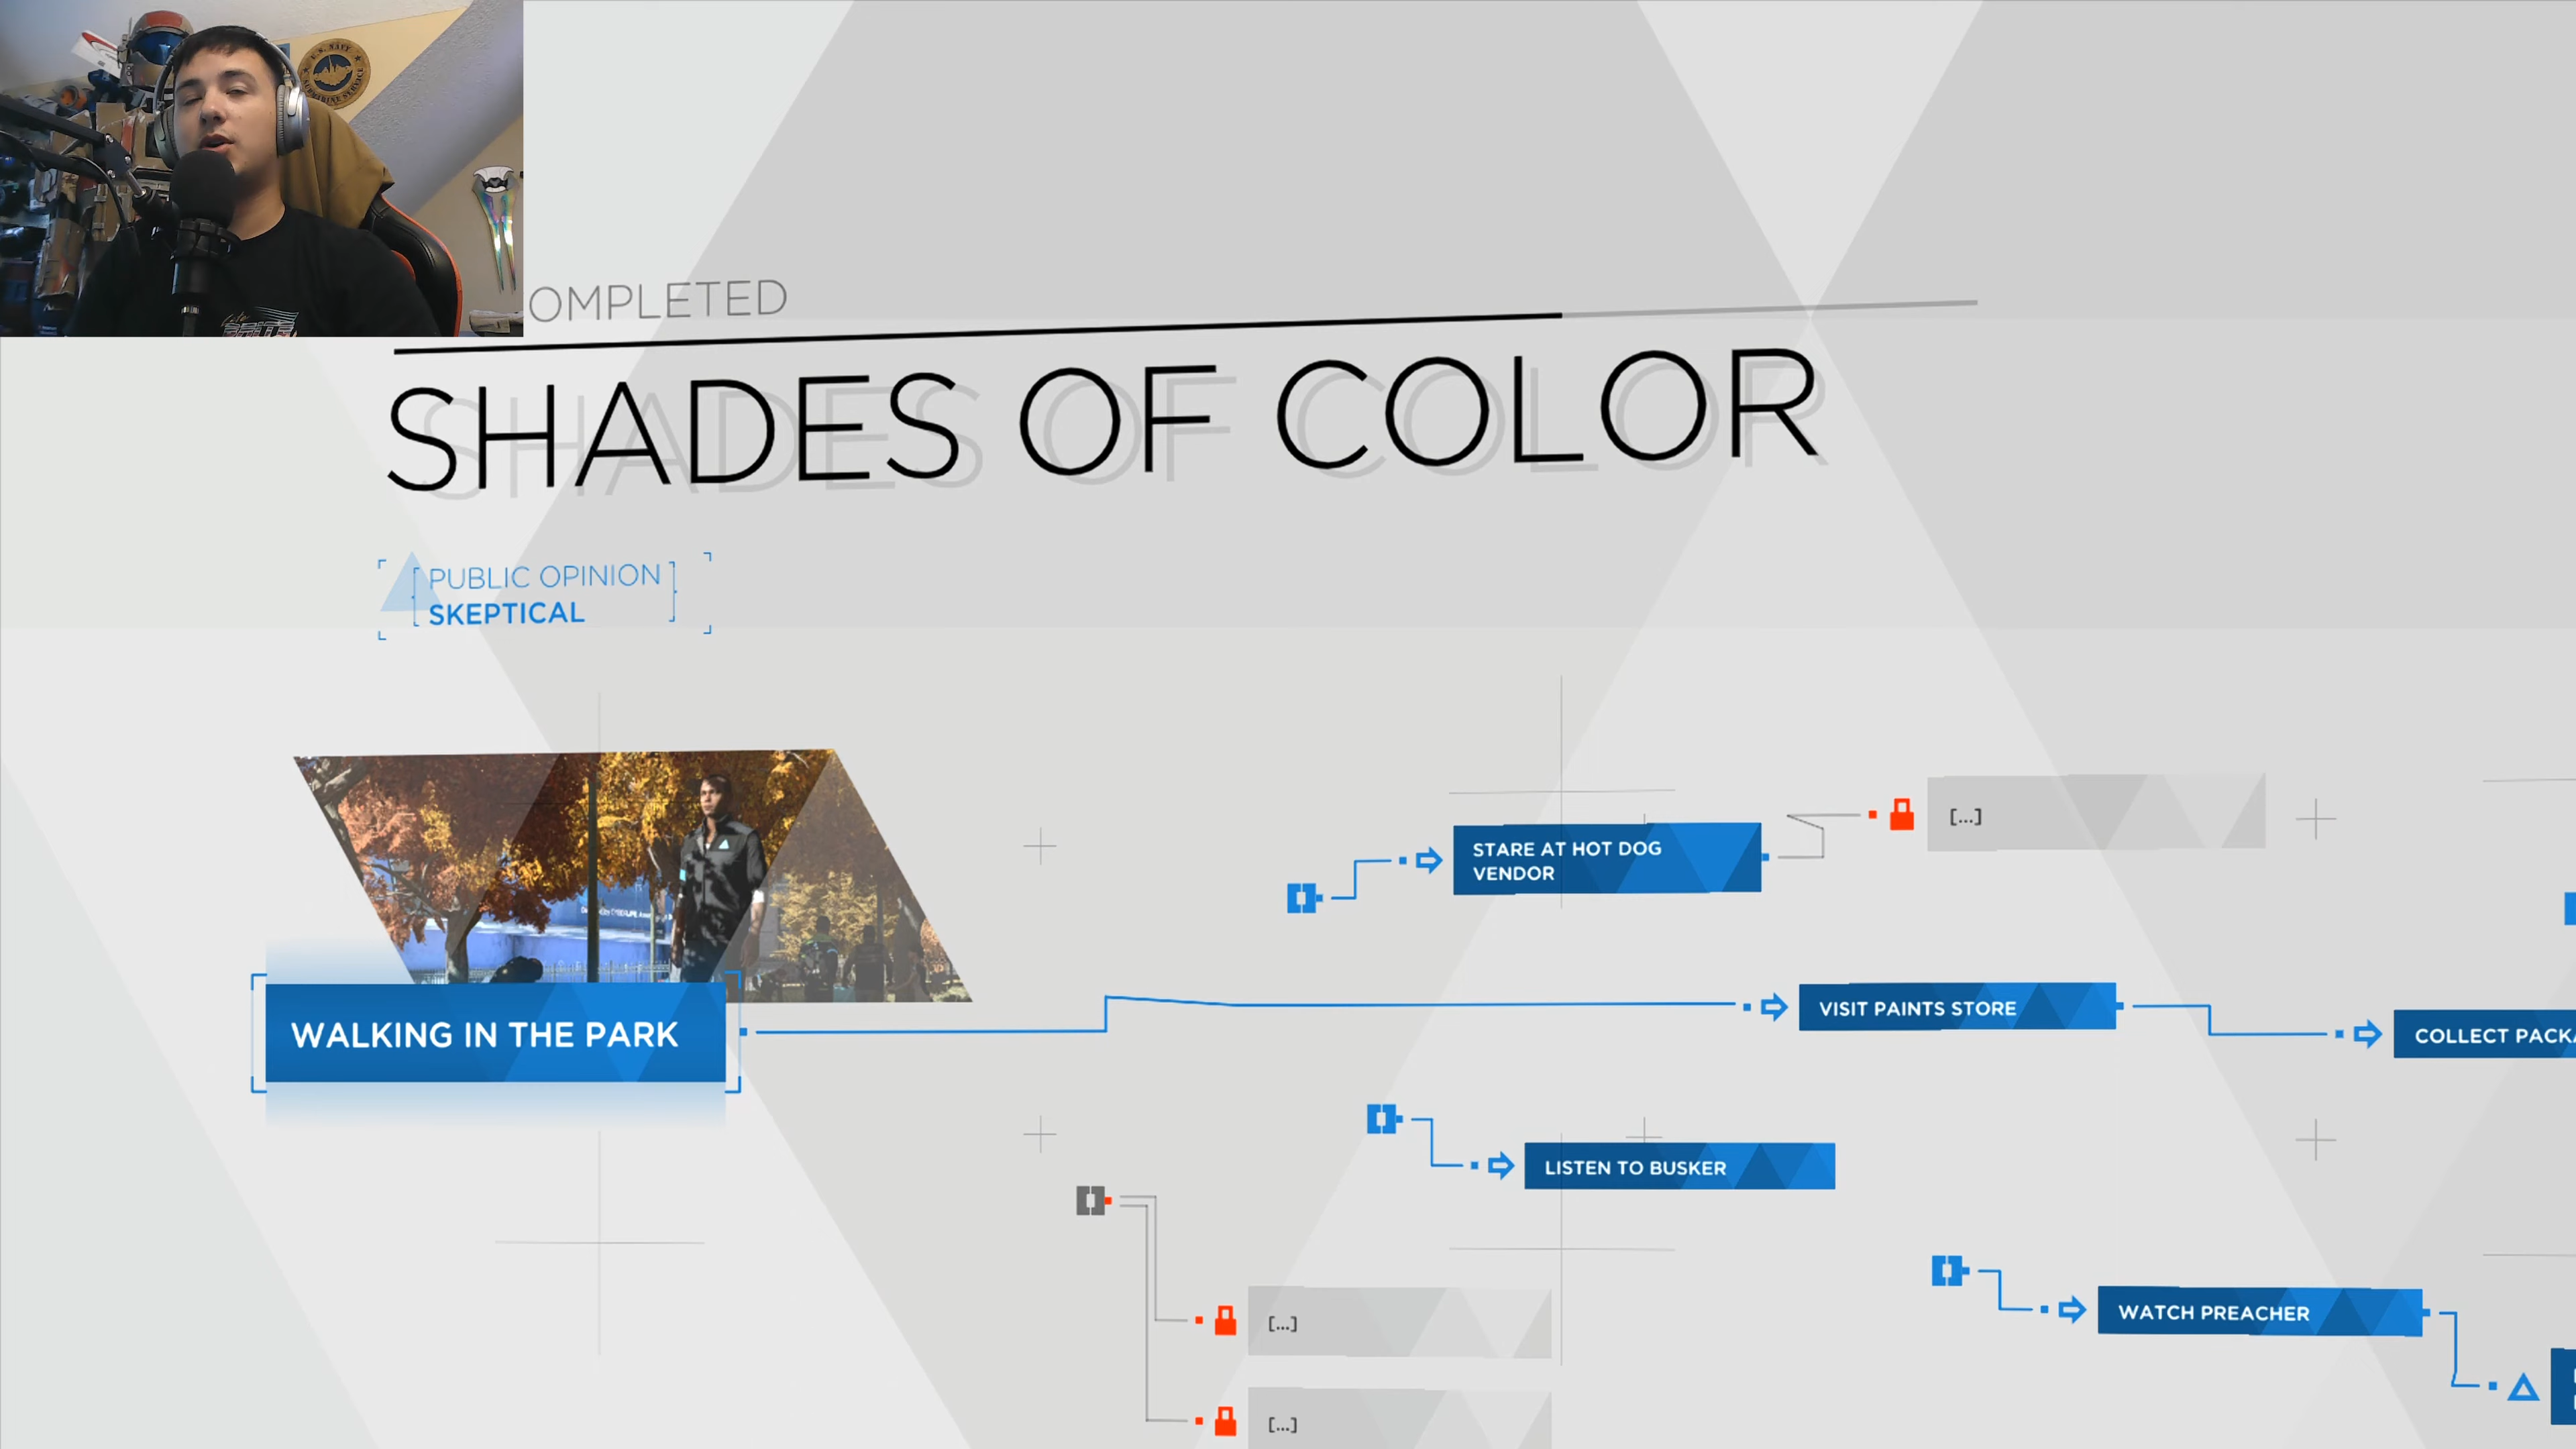 OMPLETED
SHADES OF COLOR
PUBLIC OPINION
SKEPTICAL
STARE AT HOT DOG
VENDOR
[...]
VISIT PAINTS STORE
WALKING IN THE PARK
COLLECT PACKA
LISTEN TO BUSKER
WATCH PREACHER
[...]
[...]